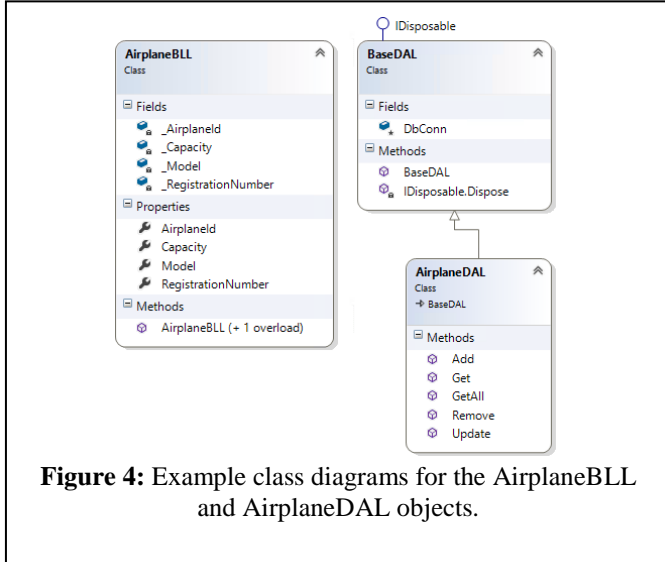 AirplaneBLL
Class
Fields
_AirplaneId
_Capacity
_Model
_RegistrationNumber
Properties
AirplaneId
Capacity
Model
RegistrationNumber
Methods
AirplaneBLL (+ 1 overload)
IDisposable
BaseDAL
Class
Fields
DbConn
Methods
BaseDAL
IDisposable.Dispose
AirplaneDAL
Class
BaseDAL
Methods
Add
Get
GetAll
Remove
Update
Figure 4: Example class diagrams for the AirplaneBLL
and AirplaneDAL objects.